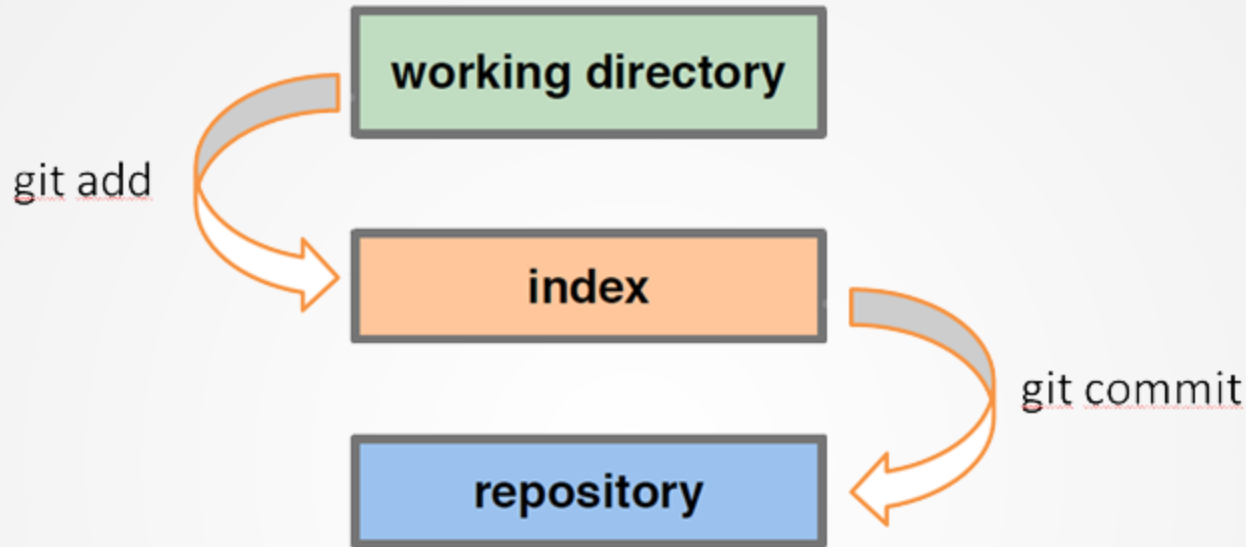 working directory
git add
index
git commit
repository